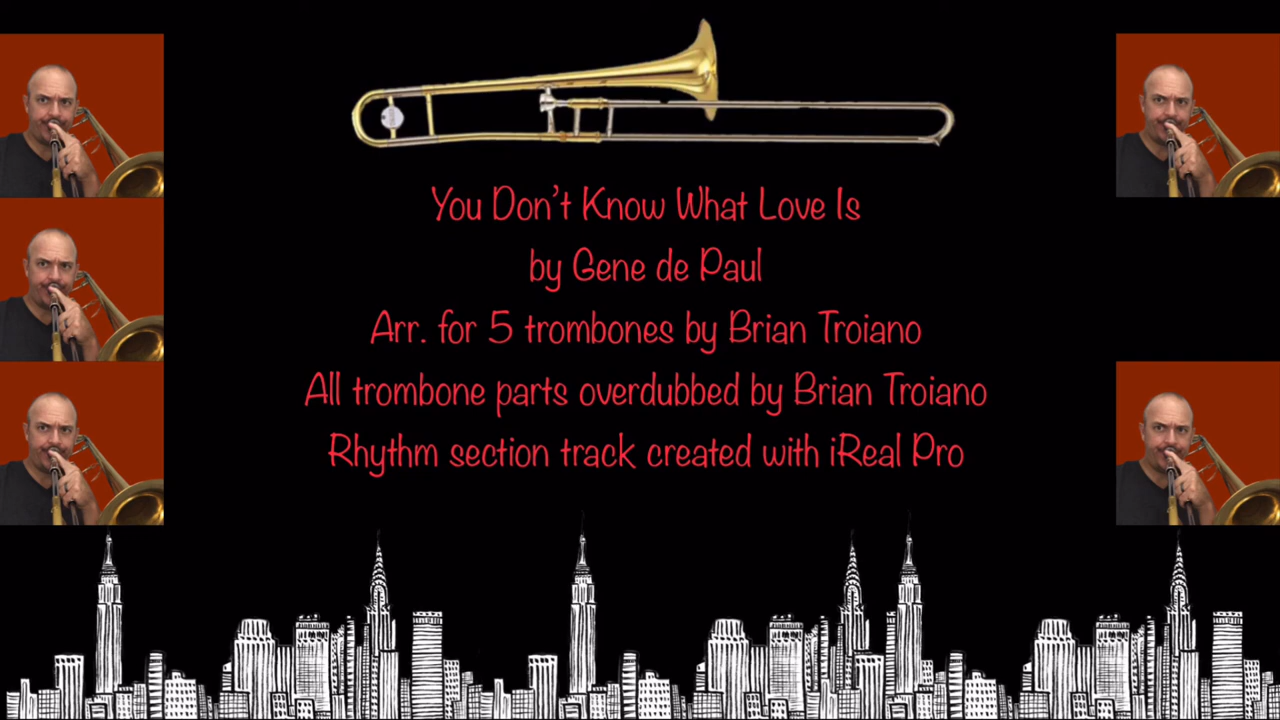 You Don't Know What Love Is
by Gene de Paul
Arr. for 5 trombones by Brian Troiano
All trombone parts overdubbed by Brian Troiano
Rhythm section track created with iReal Pro